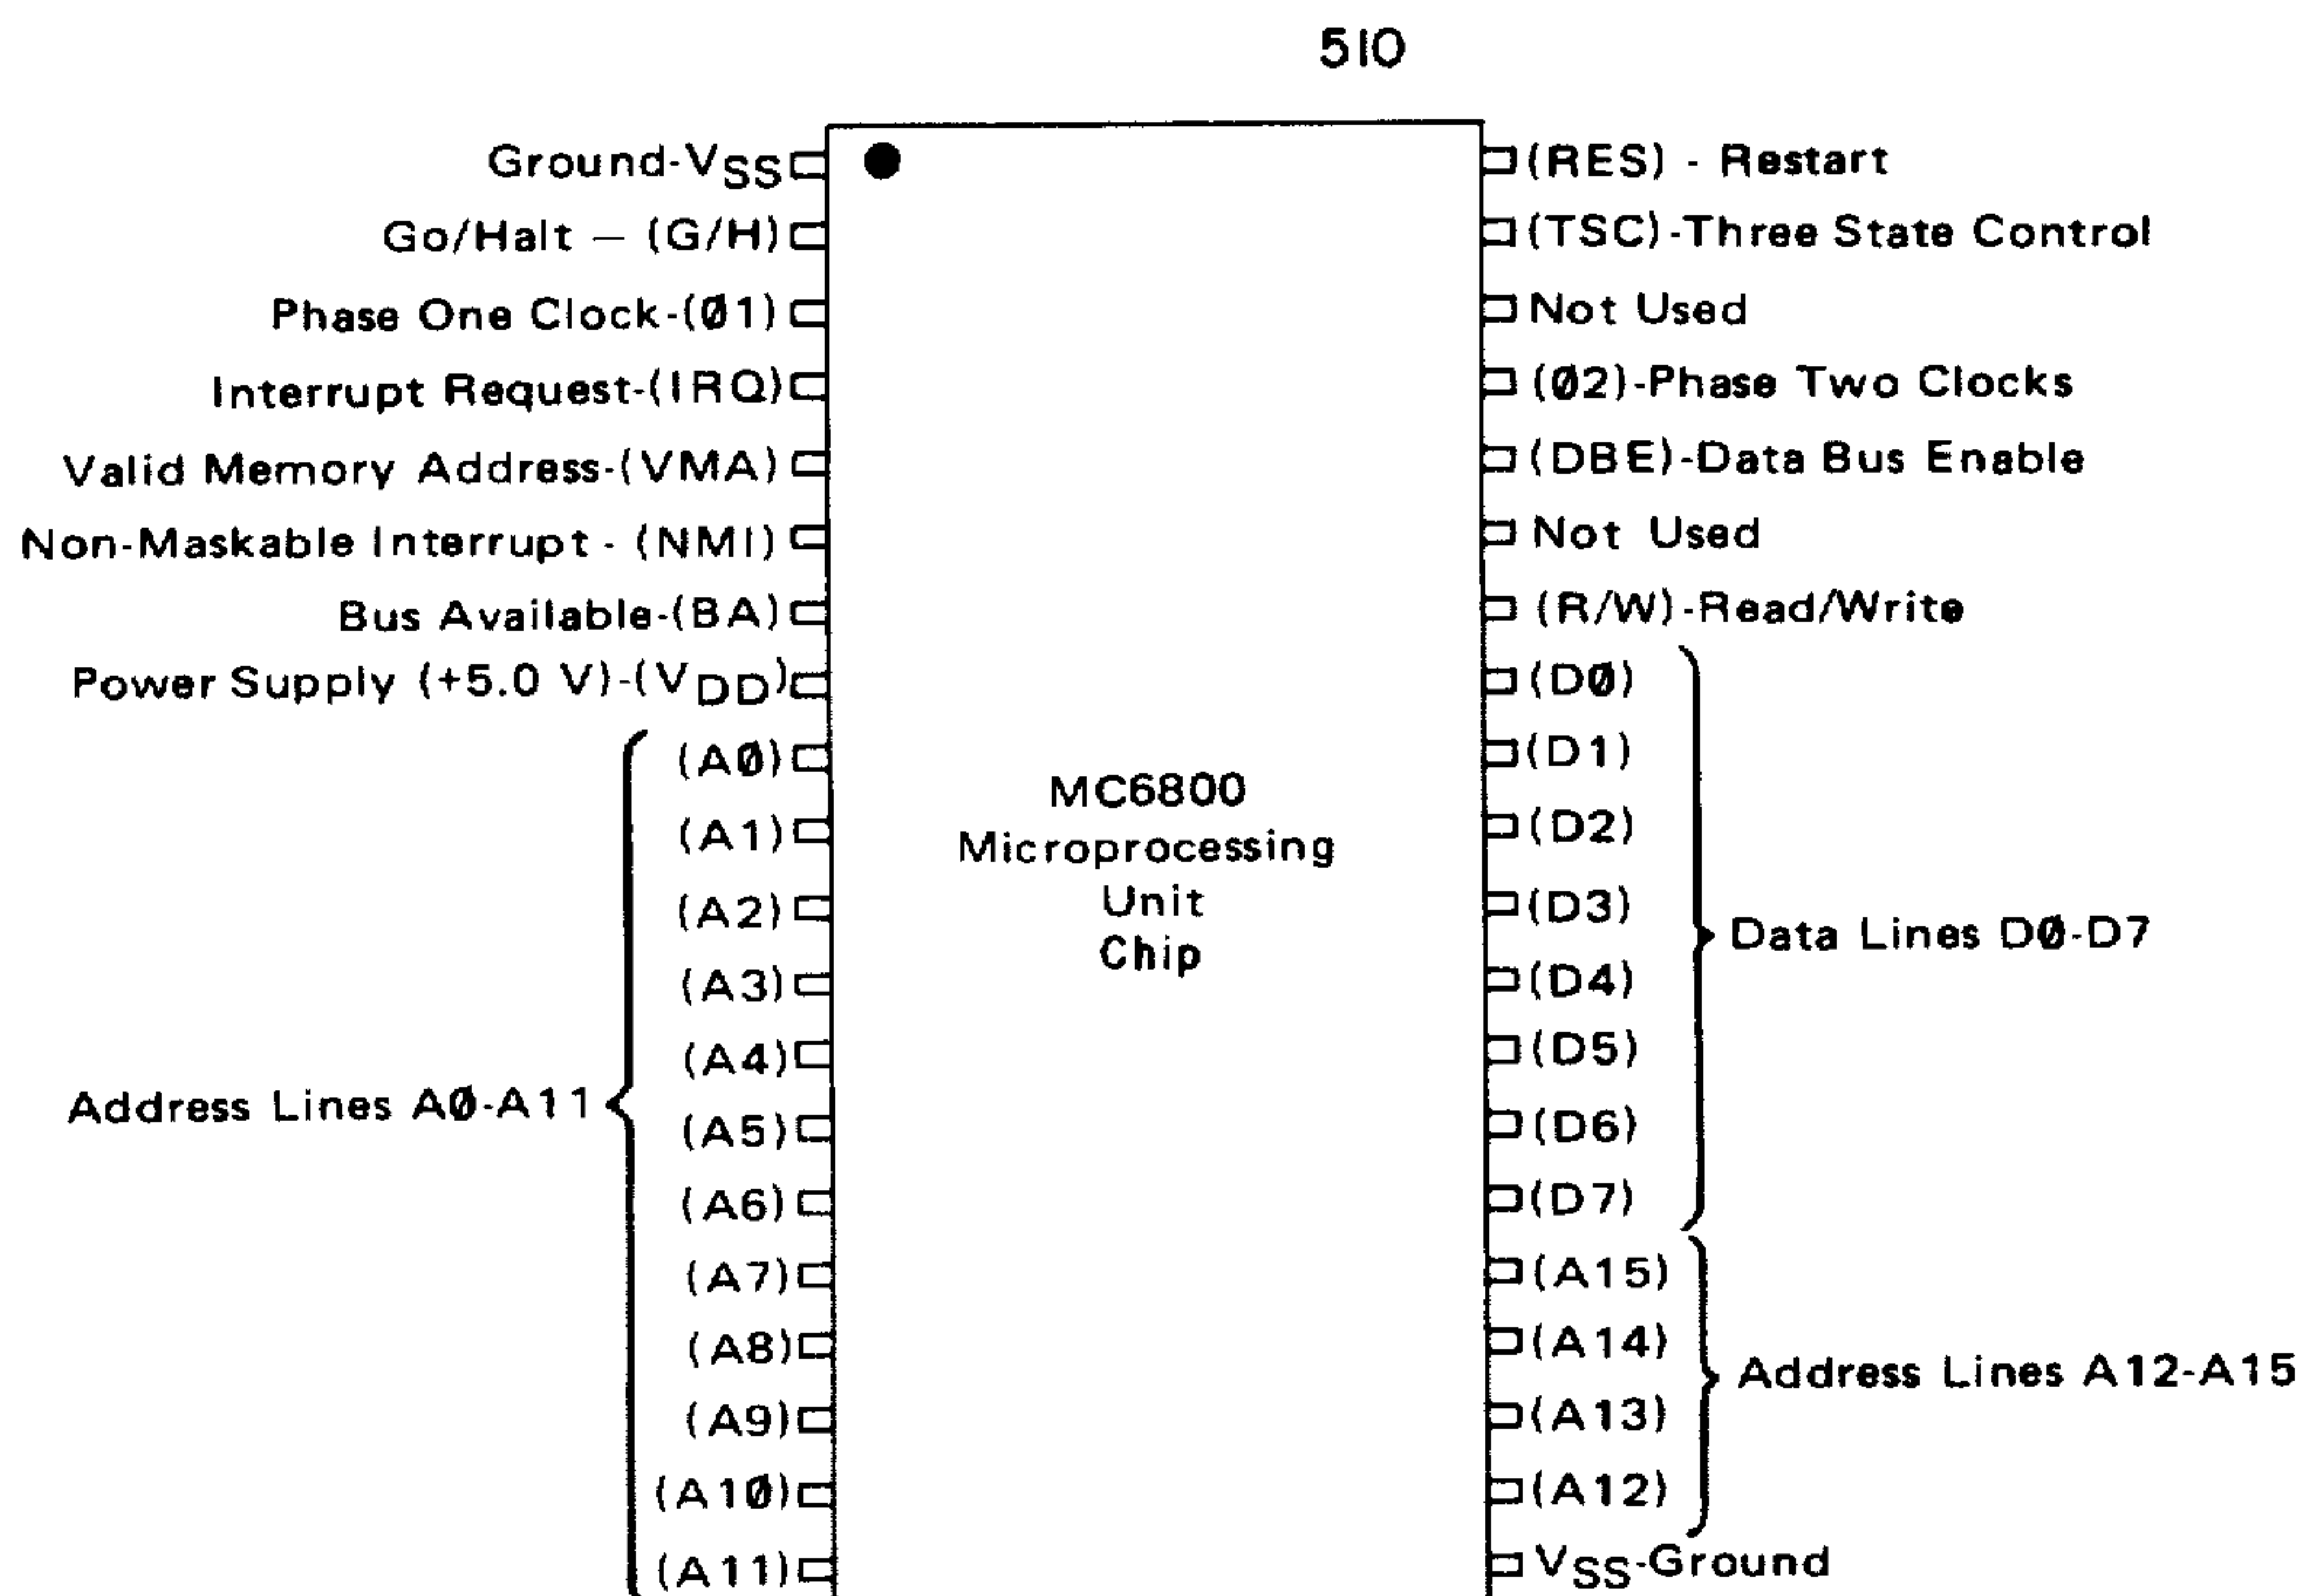 510
Ground-VSS
Go/Halt — (G/H)
Phase One Clock-(Ø1)
Interrupt Request-(IRQ)
Valid Memory Address-(VMA)
Non-Maskable Interrupt - (NMI)
Bus Available-(BA)
Power Supply (+5.0 V)-(VDD)
(AØ)
(A1)
(A2)
(A3)
(A4)
(A5)
(A6)
(A7)
(A8)
(A9)
(A1Ø)
(A11)
Address Lines AØ-A11
MC6800
Microprocessing
Unit
Chip
(RES) - Restart
(TSC)-Three State Control
Not Used
(Ø2)-Phase Two Clocks
(DBE)-Data Bus Enable
Not Used
(R/W)-Read/Write
(DØ)
(D1)
(D2)
(D3)
(D4)
(D5)
(D6)
(D7)
Data Lines DØ-D7
(A15)
(A14)
(A13)
(A12)
Address Lines A12-A15
VSS-Ground